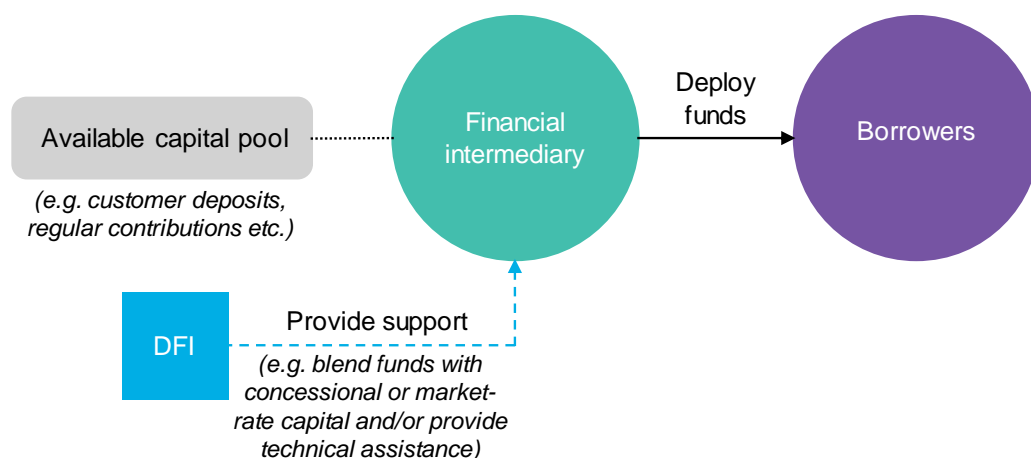 Available capital pool
(e.g. customer deposits,
regular contributions etc.)
Financial
intermediary
Deploy
funds
Borrowers
DFI
Provide support
(e.g. blend funds with
concessional or market-
rate capital and/or provide
technical assistance)